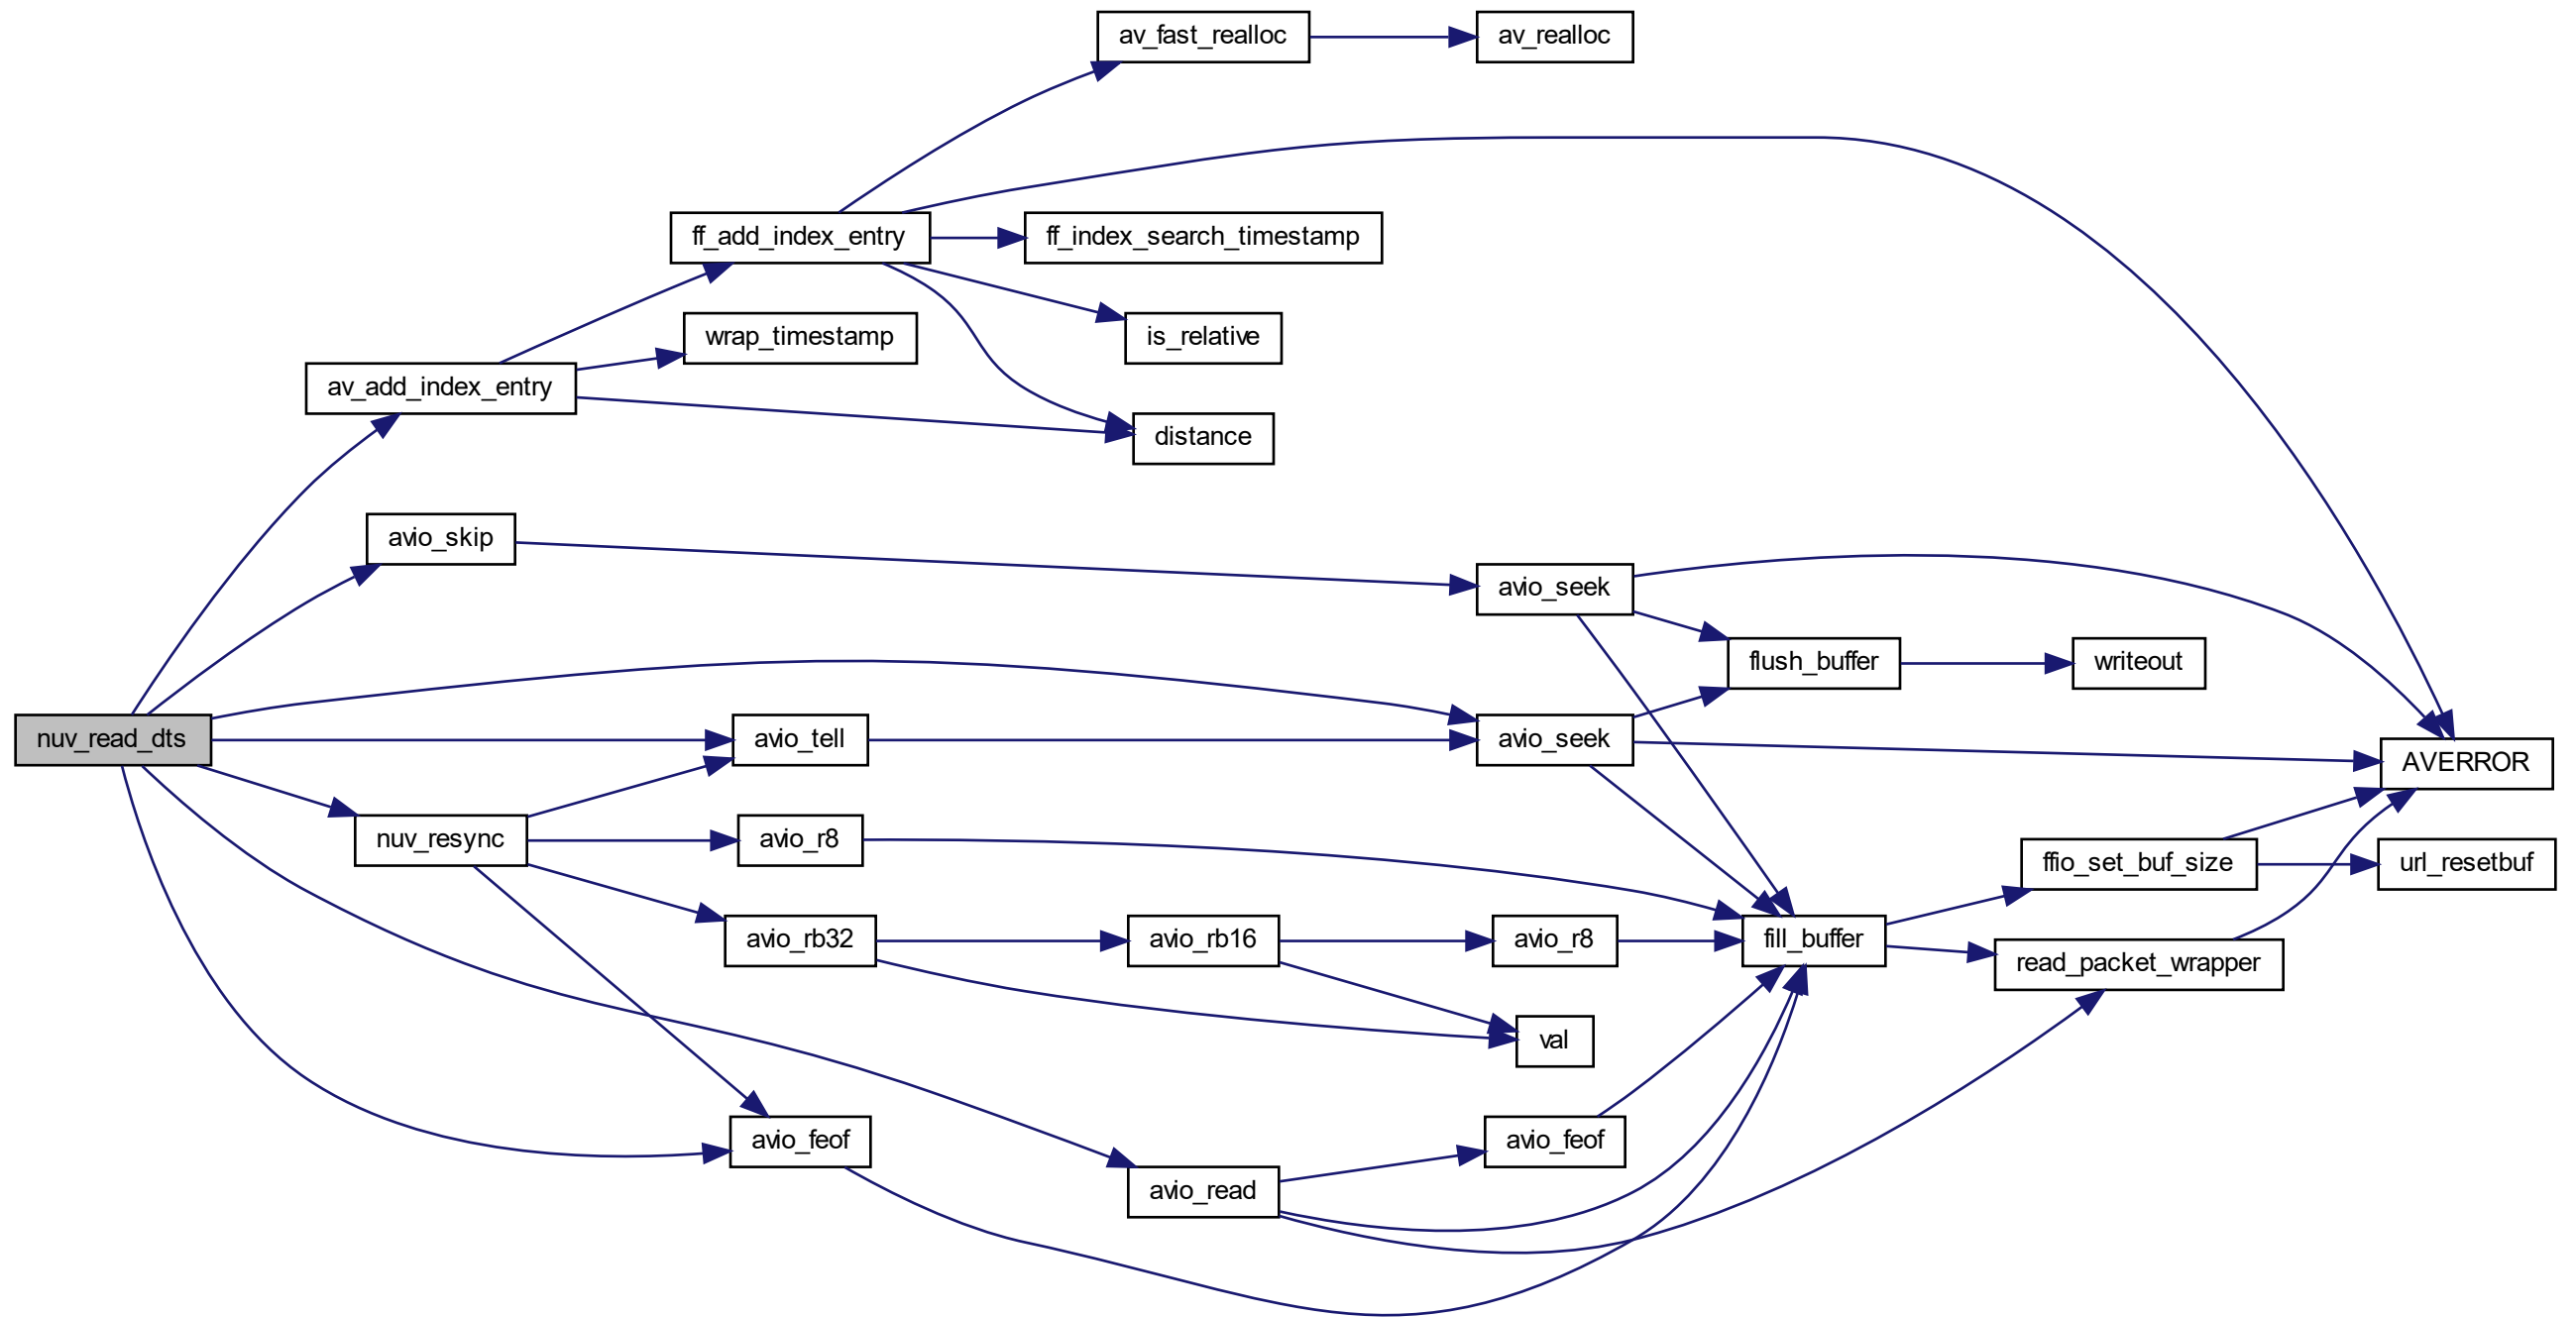 av_fast_realloc
av_realloc
ff_add_index_entry
ff_index_search_timestamp
wrap_timestamp
is_relative
av_add_index_entry
distance
avio_skip
avio_seek
flush_buffer
writeout
nuv_read_dts
avio_tell
avio_seek
AVERROR
nuv_resync
avio_r8
ffio_set_buf_size
url_resetbuf
avio_rb32
avio_rb16
avio_r8
fill_buffer
read_packet_wrapper
val
avio_feof
avio_feof
avio_read